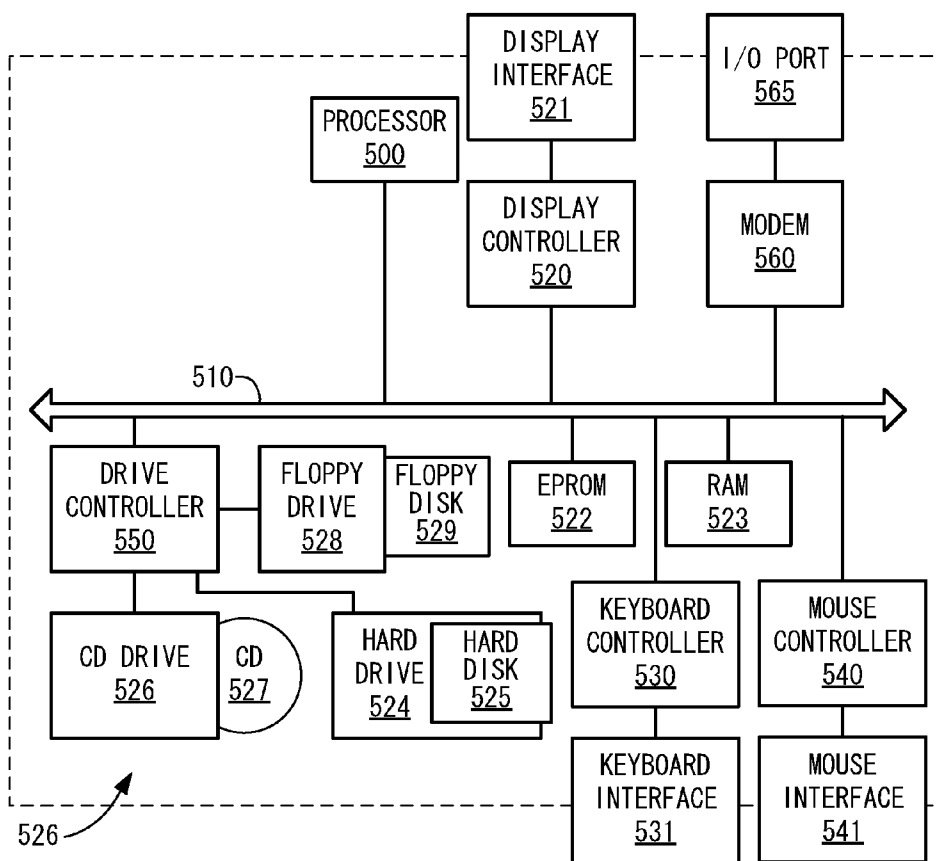 DISPLAY
INTERFACE
521
I/O PORT
565
PROCESSOR
500
DISPLAY
CONTROLLER
520
MODEM
560
510
DRIVE
CONTROLLER
550
FLOPPY
DRIVE
528
FLOPPY
DISK
529
EPROM
522
RAM
523
CD DRIVE
526
CD
527
HARD
DRIVE
524
HARD
DISK
525
KEYBOARD
CONTROLLER
530
MOUSE
CONTROLLER
540
KEYBOARD
INTERFACE
531
MOUSE
INTERFACE
541
526